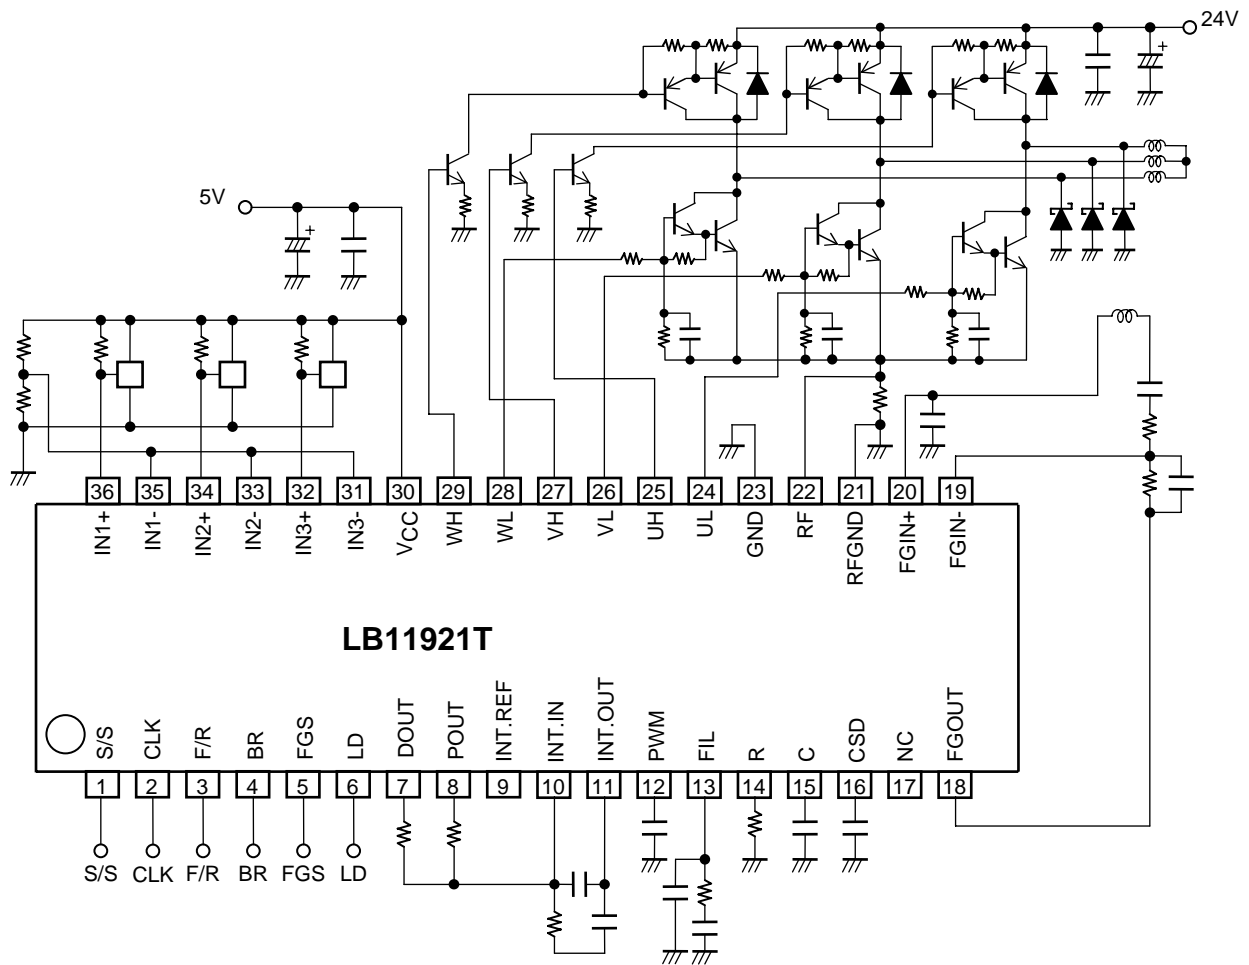 24V
+
5V
+
36 35 34 33 32 31 30 29 28 27 26 25 24 23 22 21 20 19
IN1+ IN1- IN2+ IN2- IN3+ IN3- VCC WH WL VH VL UH UL GND RF RFGND FGIN+ FGIN-
LB11921T
S/S CLK F/R BR FGS LD DOUT POUT INT.REF INT.IN INT.OUT PWM FIL R C CSD NC FGOUT
1 2 3 4 5 6 7 8 9 10 11 12 13 14 15 16 17 18
S/S CLK F/R BR FGS LD